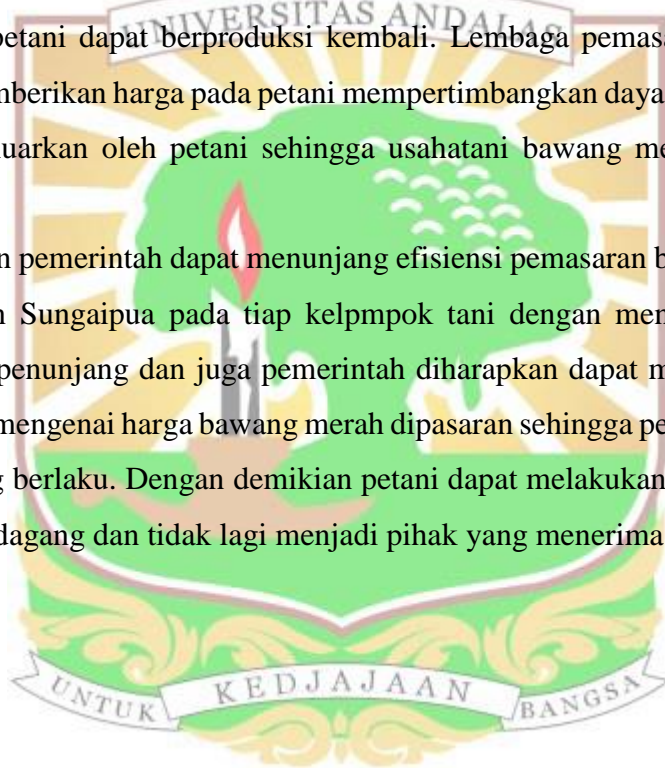 UNIVERSITAS ANDALAS
petani dapat berproduksi kembali. Lembaga pemasa
mberikan harga pada petani mempertimbangkan daya
luarkan oleh petani sehingga usahatani bawang me
n pemerintah dapat menunjang efisiensi pemasaran b
n Sungaipua pada tiap kelpmpok tani dengan men
penunjang dan juga pemerintah diharapkan dapat m
mengenai harga bawang merah dipasaran sehingga pe
g berlaku. Dengan demikian petani dapat melakukan
dagang dan tidak lagi menjadi pihak yang menerima
UNTUK KEDJAJAAN BANGSA